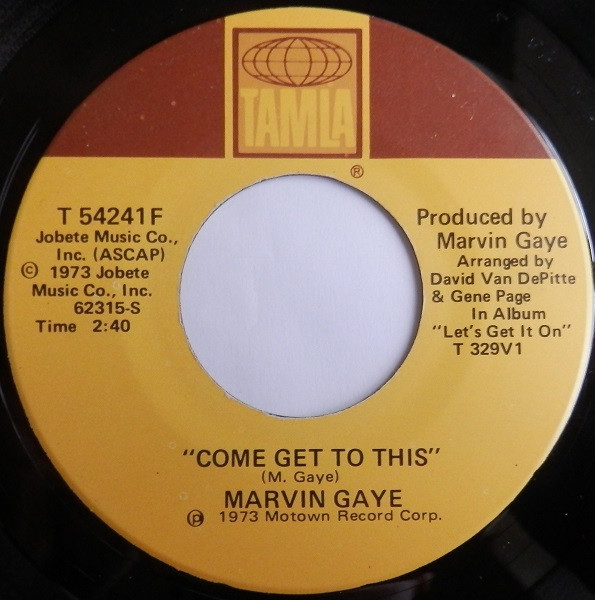 TAMLA
®
T 54241F
Jobete Music Co.,
Inc. (ASCAP)
© 1973 Jobete
Music Co., Inc.
62315-S
Time 2:40
Produced by
Marvin Gaye
Arranged by
David Van DePitte
& Gene Page
In Album
"Let's Get It On"
T 329V1
"COME GET TO THIS"
(M. Gaye)
MARVIN GAYE
℗ 1973 Motown Record Corp.